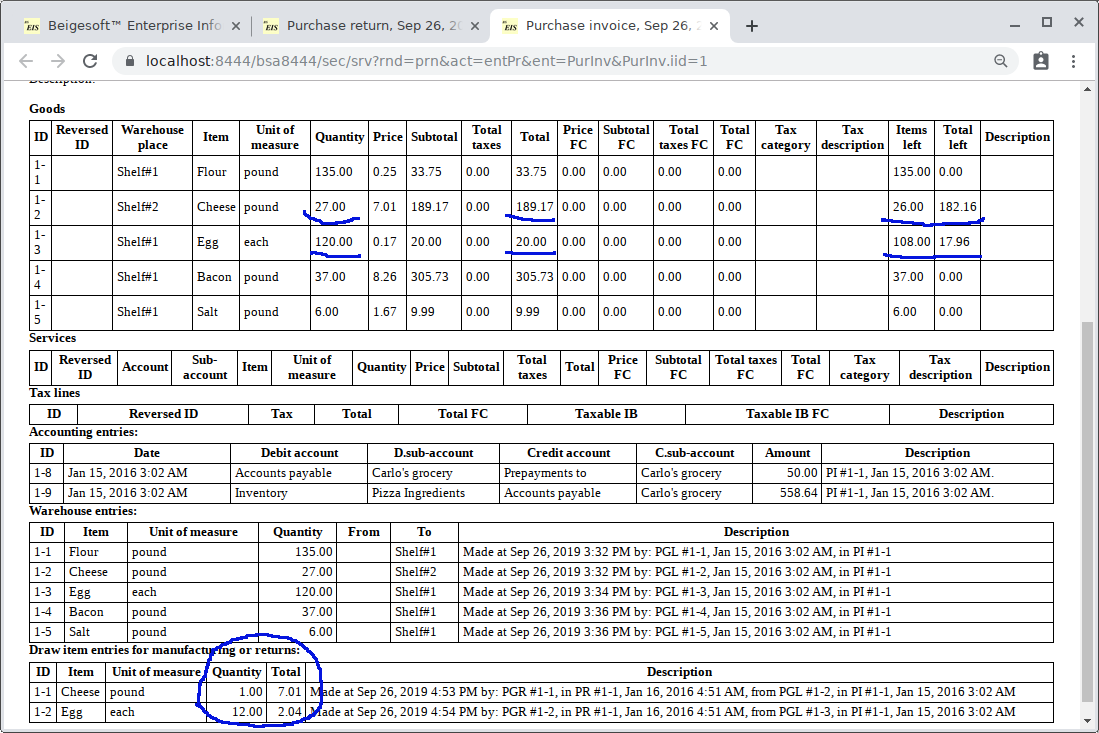 Beigesoft™ Enterprise Info
Purchase return, Sep 26, 20
Purchase invoice, Sep 26, 2
localhost:8444/bsa8444/sec/srv?rnd=prn&act=entPr&ent=PurInv&PurInv.iid=1
Description:
Goods
ID Reversed ID Warehouse place Item Unit of measure Quantity Price Subtotal Total taxes Total Price FC Subtotal FC Total taxes FC Total FC Tax category Tax description Items left Total left Description
1-1 Shelf#1 Flour pound 135.00 0.25 33.75 0.00 33.75 0.00 0.00 0.00 0.00 135.00 0.00
1-2 Shelf#2 Cheese pound 27.00 7.01 189.17 0.00 189.17 0.00 0.00 0.00 0.00 26.00 182.16
1-3 Shelf#1 Egg each 120.00 0.17 20.00 0.00 20.00 0.00 0.00 0.00 0.00 108.00 17.96
1-4 Shelf#1 Bacon pound 37.00 8.26 305.73 0.00 305.73 0.00 0.00 0.00 0.00 37.00 0.00
1-5 Shelf#1 Salt pound 6.00 1.67 9.99 0.00 9.99 0.00 0.00 0.00 0.00 6.00 0.00
Services
ID Reversed ID Account Sub-account Item Unit of measure Quantity Price Subtotal Total taxes Total Price FC Subtotal FC Total taxes FC Total FC Tax category Tax description Description
Tax lines
ID Reversed ID Tax Total Total FC Taxable IB Taxable IB FC Description
Accounting entries:
ID Date Debit account D.sub-account Credit account C.sub-account Amount Description
1-8 Jan 15, 2016 3:02 AM Accounts payable Carlo's grocery Prepayments to Carlo's grocery 50.00 PI #1-1, Jan 15, 2016 3:02 AM.
1-9 Jan 15, 2016 3:02 AM Inventory Pizza Ingredients Accounts payable Carlo's grocery 558.64 PI #1-1, Jan 15, 2016 3:02 AM.
Warehouse entries:
ID Item Unit of measure Quantity From To Description
1-1 Flour pound 135.00 Shelf#1 Made at Sep 26, 2019 3:32 PM by: PGL #1-1, Jan 15, 2016 3:02 AM, in PI #1-1
1-2 Cheese pound 27.00 Shelf#2 Made at Sep 26, 2019 3:32 PM by: PGL #1-2, Jan 15, 2016 3:02 AM, in PI #1-1
1-3 Egg each 120.00 Shelf#1 Made at Sep 26, 2019 3:34 PM by: PGL #1-3, Jan 15, 2016 3:02 AM, in PI #1-1
1-4 Bacon pound 37.00 Shelf#1 Made at Sep 26, 2019 3:36 PM by: PGL #1-4, Jan 15, 2016 3:02 AM, in PI #1-1
1-5 Salt pound 6.00 Shelf#1 Made at Sep 26, 2019 3:36 PM by: PGL #1-5, Jan 15, 2016 3:02 AM, in PI #1-1
Draw item entries for manufacturing or returns:
ID Item Unit of measure Quantity Total Description
1-1 Cheese pound 1.00 7.01 Made at Sep 26, 2019 4:53 PM by: PGR #1-1, in PR #1-1, Jan 16, 2016 4:51 AM, from PGL #1-2, in PI #1-1, Jan 15, 2016 3:02 AM
1-2 Egg each 12.00 2.04 Made at Sep 26, 2019 4:54 PM by: PGR #1-2, in PR #1-1, Jan 16, 2016 4:51 AM, from PGL #1-3, in PI #1-1, Jan 15, 2016 3:02 AM